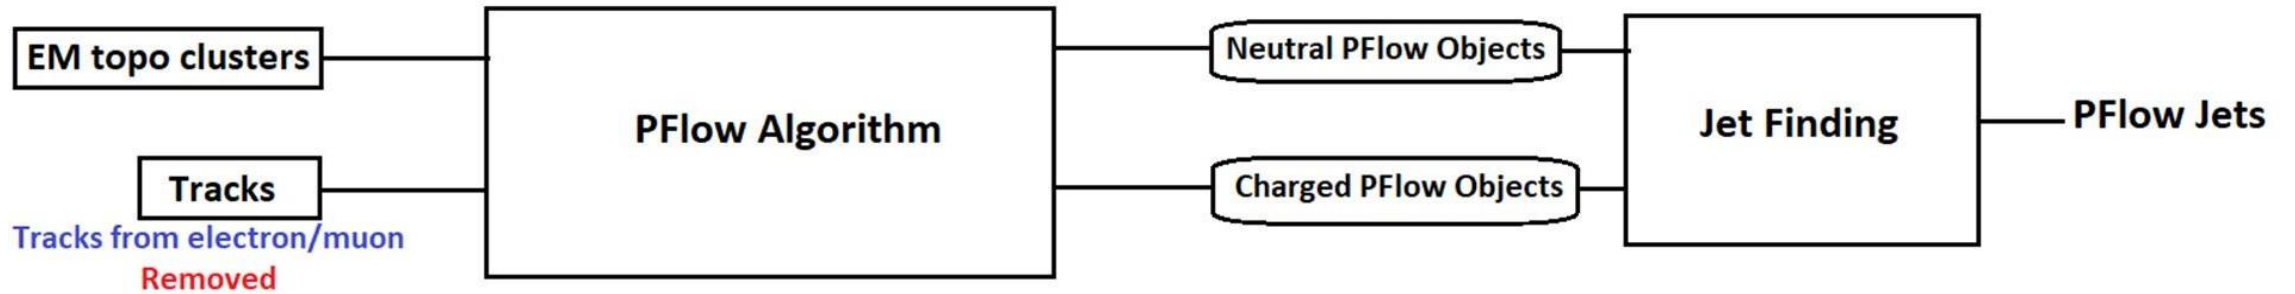 EM topo clusters
Tracks
Tracks from electron/muon
Removed
PFlow Algorithm
Neutral PFlow Objects
Charged PFlow Objects
Jet Finding
PFlow Jets